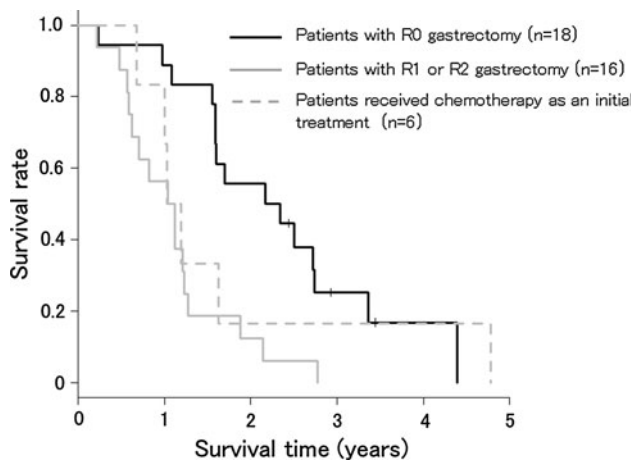 1.0
0.8
0.6
0.4
0.2
0
Survival rate
Patients with R0 gastrectomy (n=18)
Patients with R1 or R2 gastrectomy (n=16)
Patients received chemotherapy as an initial
treatment (n=6)
0 1 2 3 4 5
Survival time (years)